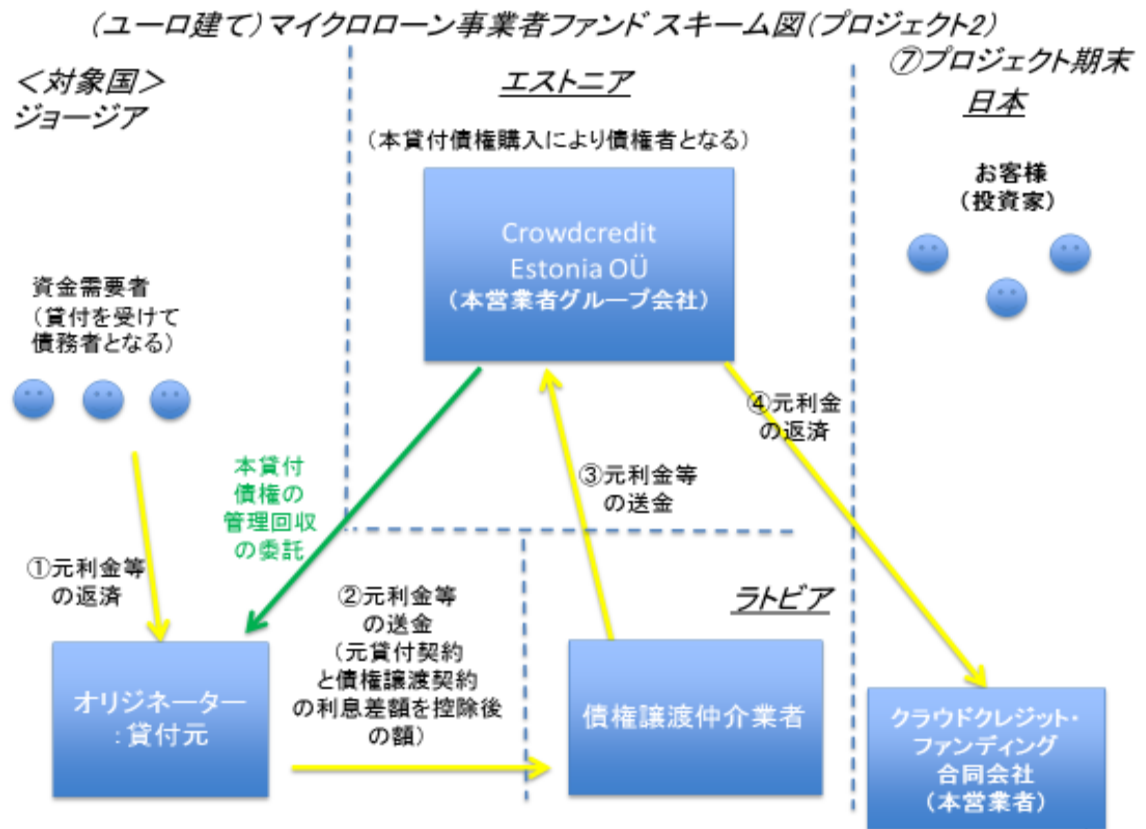 (ユーロ建て)マイクロローン事業者ファンド スキーム図(プロジェクト2)
<対象国>
ジョージア
エストニア
(本貸付債権購入により債権者となる)
⑦プロジェクト期末
日本
お客様
(投資家)
Crowdcredit
Estonia OÜ
(本営業者グループ会社)
資金需要者
(貸付を受けて
債務者となる)
④元利金
の返済
本貸付
債権の
管理回収
の委託
③元利金等
の送金
①元利金等
の返済
②元利金等
の送金
(元貸付契約
と債権譲渡契約
の利息差額を控除後
の額)
ラトビア
オリジネーター
:貸付元
債権譲渡仲介業者
クラウドクレジット・
ファンディング
合同会社
(本営業者)